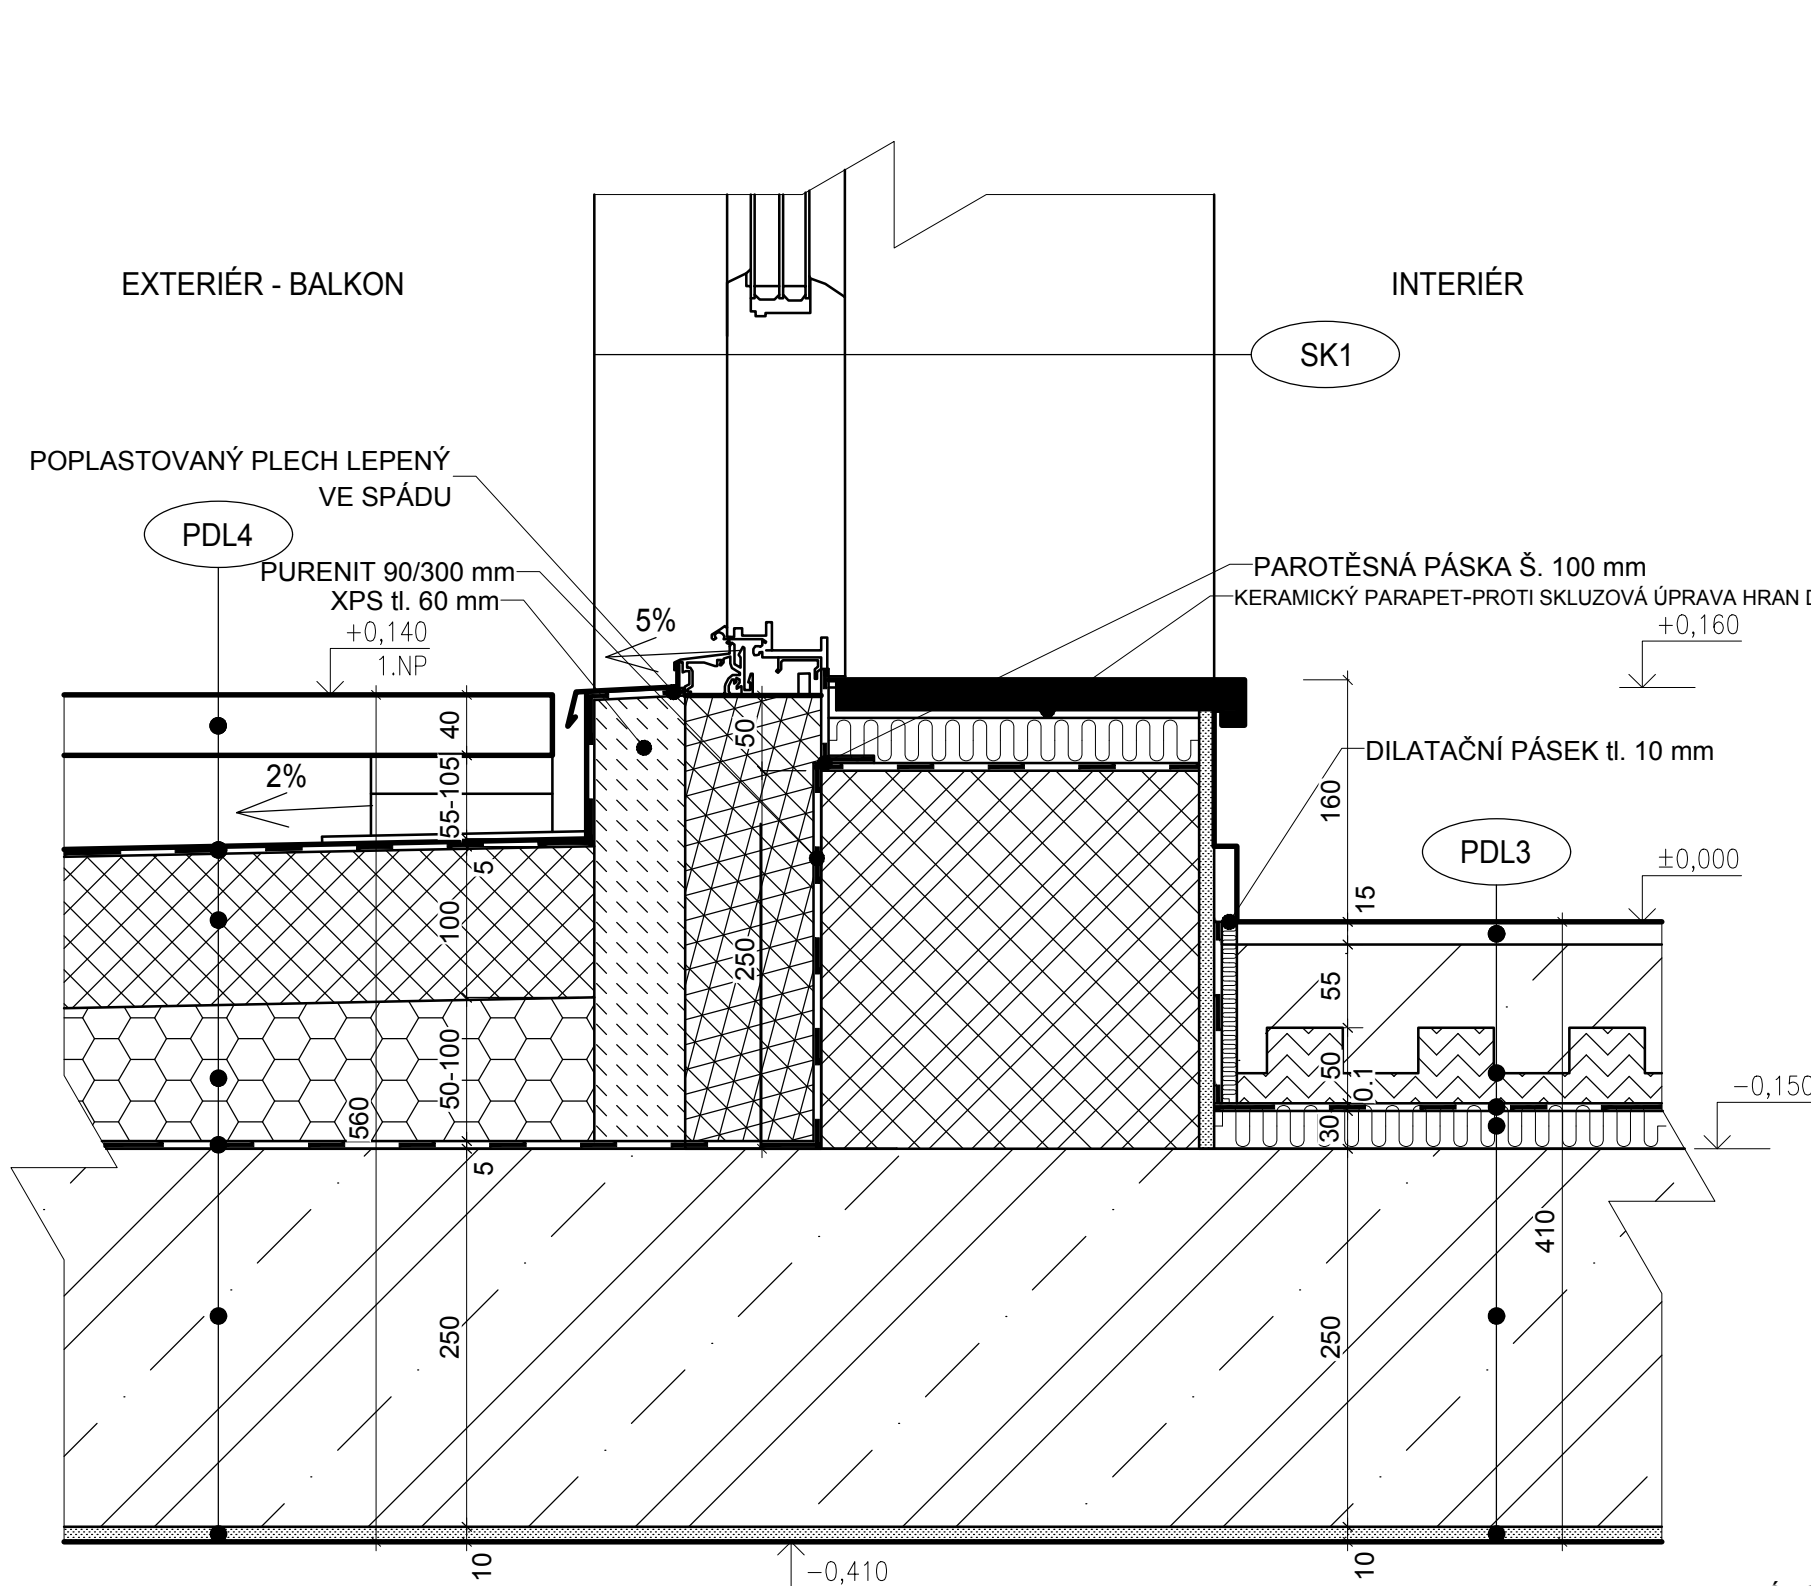 EXTERIÉR - BALKON
INTERIÉR
SK1
POPLASTOVANÝ PLECH LEPENÝ
VE SPÁDU
PDL4
PURENIT 90/300 mm
XPS tl. 60 mm
+0,140
1.NP
5%
PAROTĚSNÁ PÁSKA Š. 100 mm
KERAMICKÝ PARAPET-PROTI SKLUZOVÁ ÚPRAVA HRAN
+0,160
DILATAČNÍ PÁSEK tl. 10 mm
2%
PDL3
±0,000
-0,150
40
55-105
5
100
50-100
560
5
250
10
50
250
160
15
55
50
0.1
30
410
250
10
-0,410